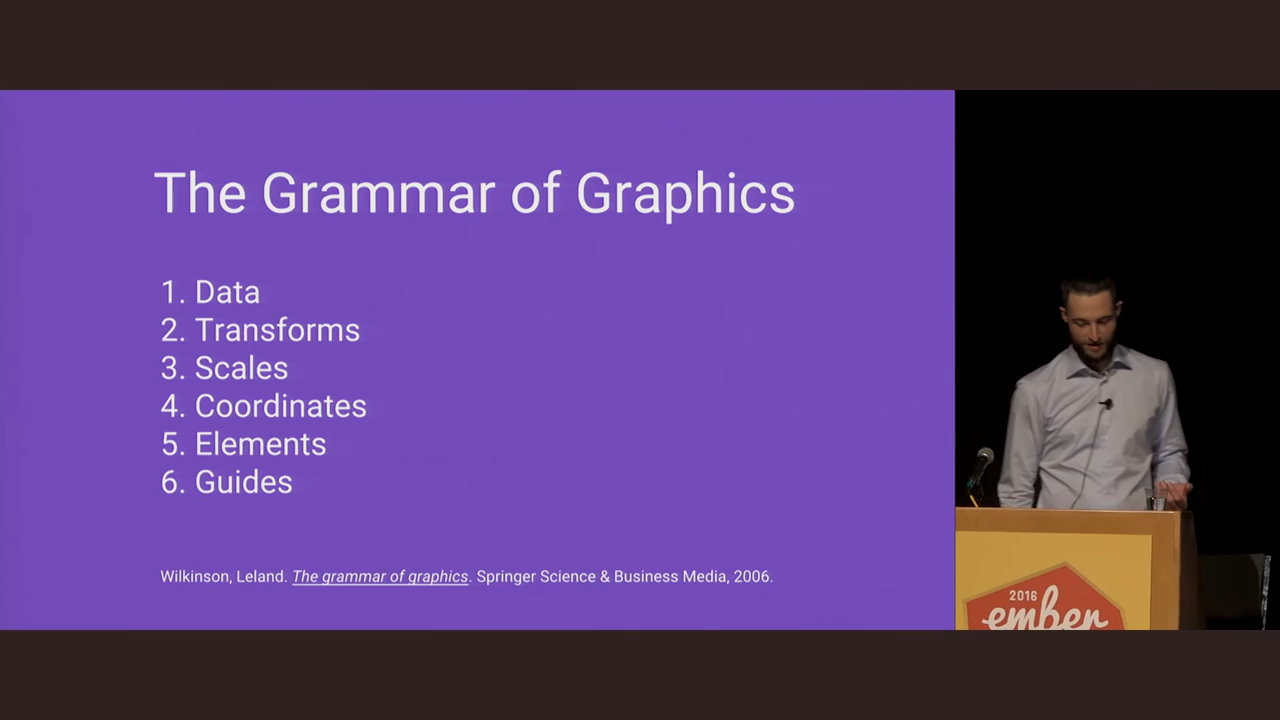 The Grammar of Graphics
1. Data
2. Transforms
3. Scales
4. Coordinates
5. Elements
6. Guides
Wilkinson, Leland. The grammar of graphics. Springer Science & Business Media, 2006.
2016
ember